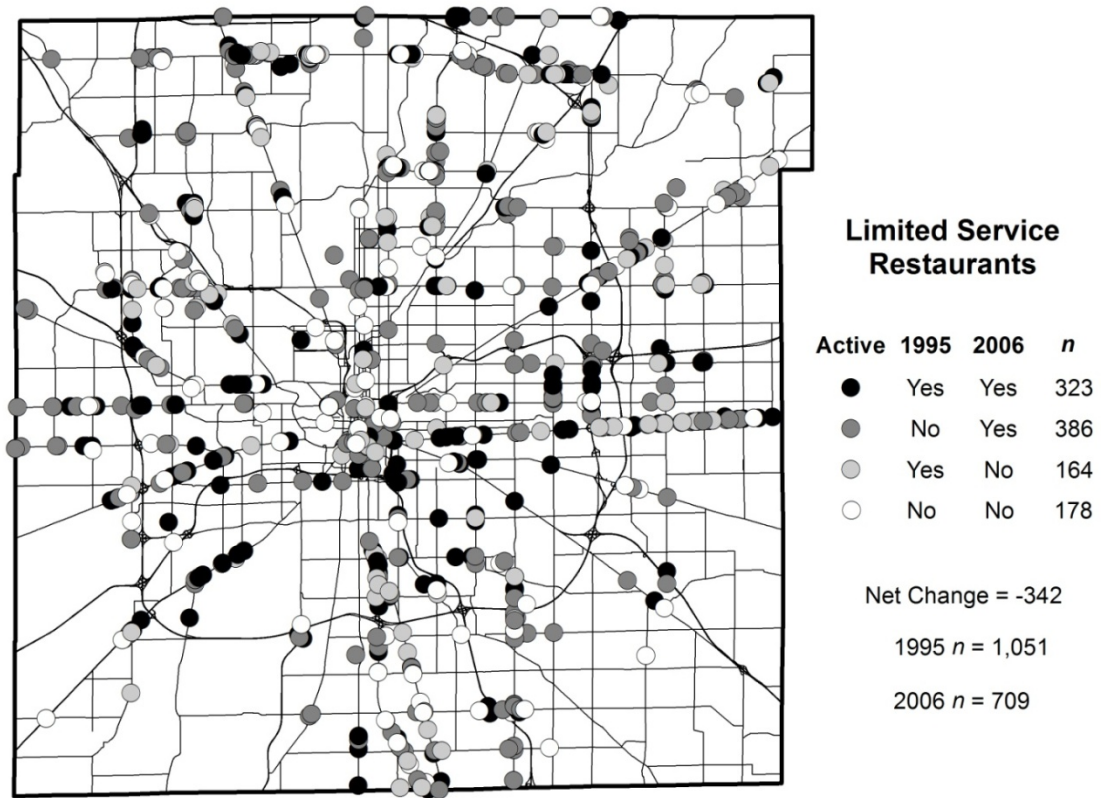 Limited Service
Restaurants
Active 1995 2006 n
Yes Yes 323
No Yes 386
Yes No 164
No No 178
Net Change = -342
1995 n = 1,051
2006 n = 709